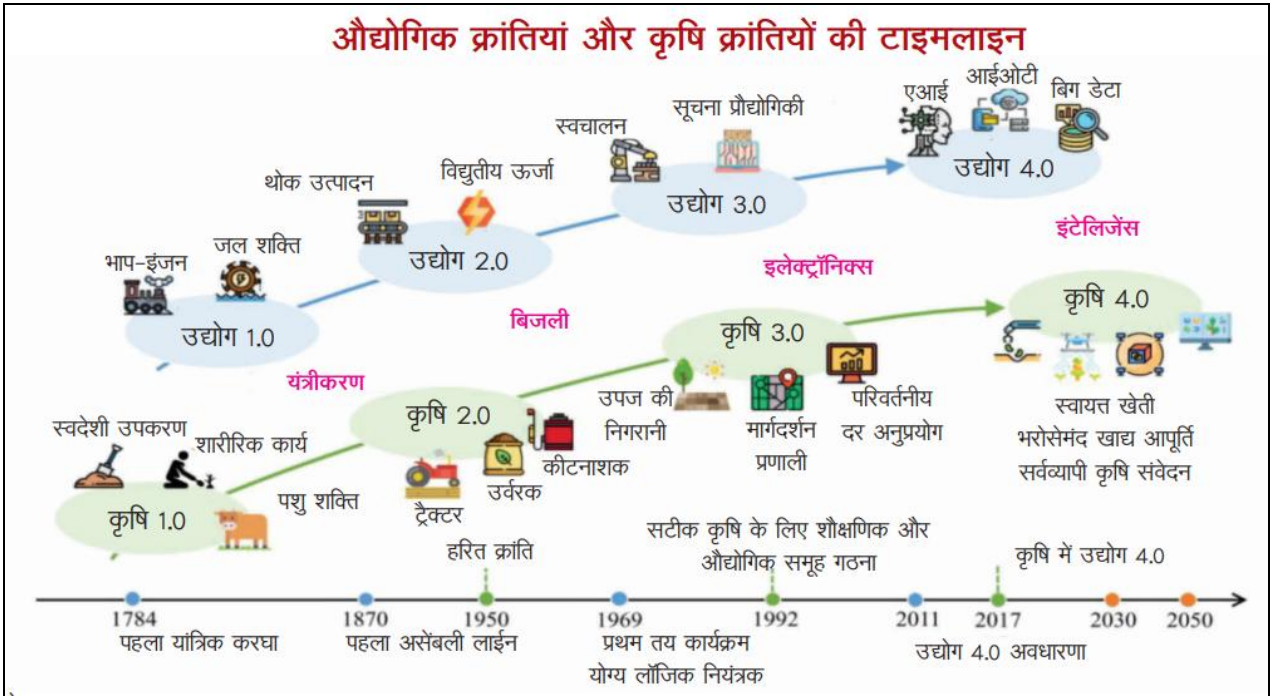 औद्योगिक क्रांतियां और कृषि क्रांतियों की टाइमलाइन
एआई
आईओटी
बिग डेटा
उद्योग 4.0
स्वचालन
सूचना प्रौद्योगिकी
उद्योग 3.0
थोक उत्पादन
विद्युतीय ऊर्जा
उद्योग 2.0
भाप-इंजन
जल शक्ति
उद्योग 1.0
यंत्रीकरण
बिजली
इलेक्ट्रॉनिक्स
इंटेलिजेंस
स्वदेशी उपकरण
शारीरिक कार्य
पशु शक्ति
कृषि 1.0
कृषि 2.0
ट्रैक्टर
उर्वरक
कीटनाशक
कृषि 3.0
उपज की
निगरानी
मार्गदर्शन
प्रणाली
परिवर्तनीय
दर अनुप्रयोग
कृषि 4.0
स्वायत्त खेती
भरोसेमंद खाद्य आपूर्ति
सर्वव्यापी कृषि संवेदन
हरित क्रांति
सटीक कृषि के लिए शौक्षणिक और
औद्योगिक समूह गठना
कृषि में उद्योग 4.0
1784
1870
1950
1969
1992
2011
2017
2030
2050
पहला यांत्रिक करघा
पहला असेंबली लाईन
प्रथम तय कार्यक्रम
योग्य लॉजिक नियंत्रक
उद्योग 4.0 अवधारणा